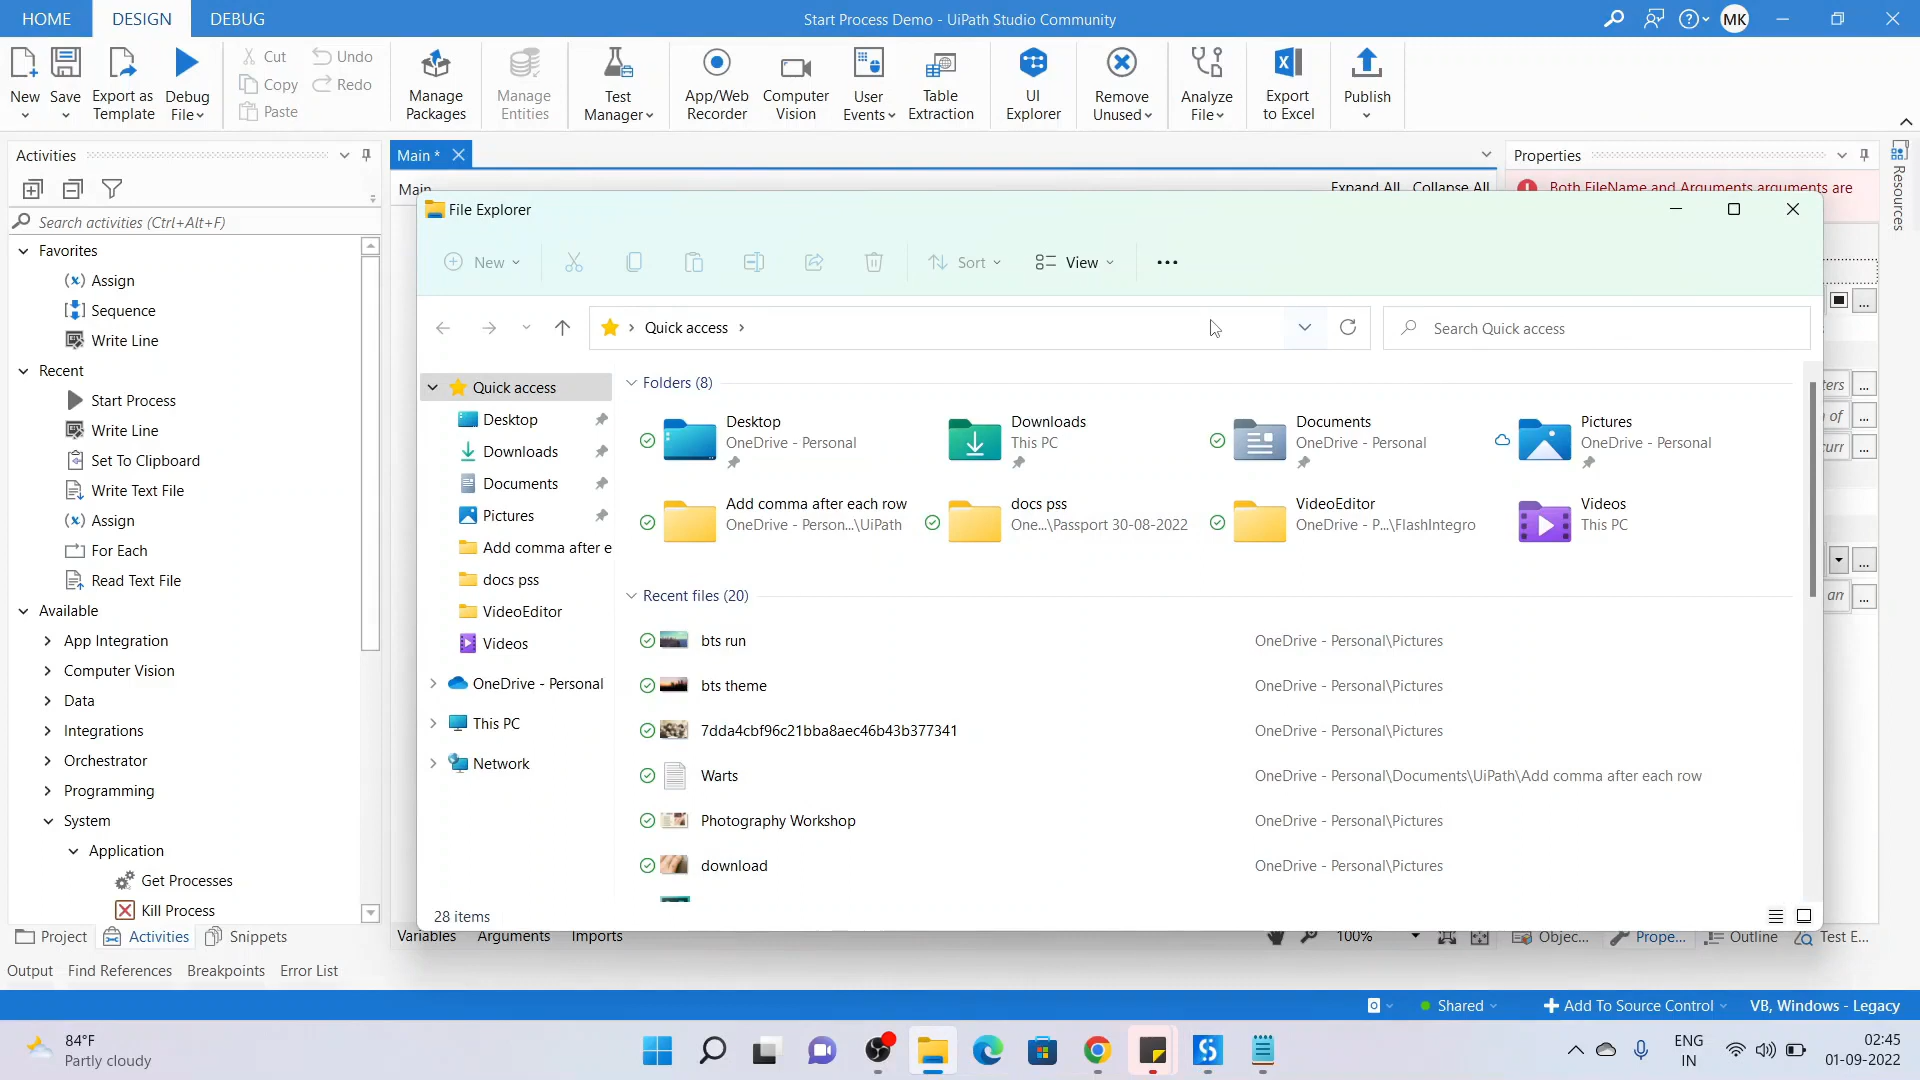 HOME DESIGN DEBUG
Start Process Demo - UiPath Studio Community
MK
New
Save
Export as Template
Debug File
Cut
Copy
Paste
Undo
Redo
Manage Packages
Manage Entities
Test Manager
App/Web Recorder
Computer Vision
User Events
Table Extraction
UI Explorer
Remove Unused
Analyze File
Export to Excel
Publish
Activities
Search activities (Ctrl+Alt+F)
Favorites
Assign
Sequence
Write Line
Recent
Start Process
Write Line
Set To Clipboard
Write Text File
Assign
For Each
Read Text File
Available
App Integration
Computer Vision
Data
Integrations
Orchestrator
Programming
System
Application
Get Processes
Kill Process
Project Activities Snippets
Main *
Main
Expand All Collapse All
Properties
Both FileName and Arguments arguments are
Resources
File Explorer
New
Sort
View
Quick access
Search Quick access
Quick access
Desktop
Downloads
Documents
Pictures
Add comma after e
docs pss
VideoEditor
Videos
OneDrive - Personal
This PC
Network
Folders (8)
Desktop
OneDrive - Personal
Downloads
This PC
Documents
OneDrive - Personal
Pictures
OneDrive - Personal
Add comma after each row
OneDrive - Person...\UiPath
docs pss
One...\Passport 30-08-2022
VideoEditor
OneDrive - P...\FlashIntegro
Videos
This PC
Recent files (20)
bts run OneDrive - Personal\Pictures
bts theme OneDrive - Personal\Pictures
7dda4cbf96c21bba8aec46b43b377341 OneDrive - Personal\Pictures
Warts OneDrive - Personal\Documents\UiPath\Add comma after each row
Photography Workshop OneDrive - Personal\Pictures
download OneDrive - Personal\Pictures
28 items
ters
of
curr
am
Variables Arguments Imports
100%
Objec... Prope... Outline Test E...
Output Find References Breakpoints Error List
Shared Add To Source Control VB, Windows - Legacy
84°F
Partly cloudy
ENG
IN
02:45
01-09-2022